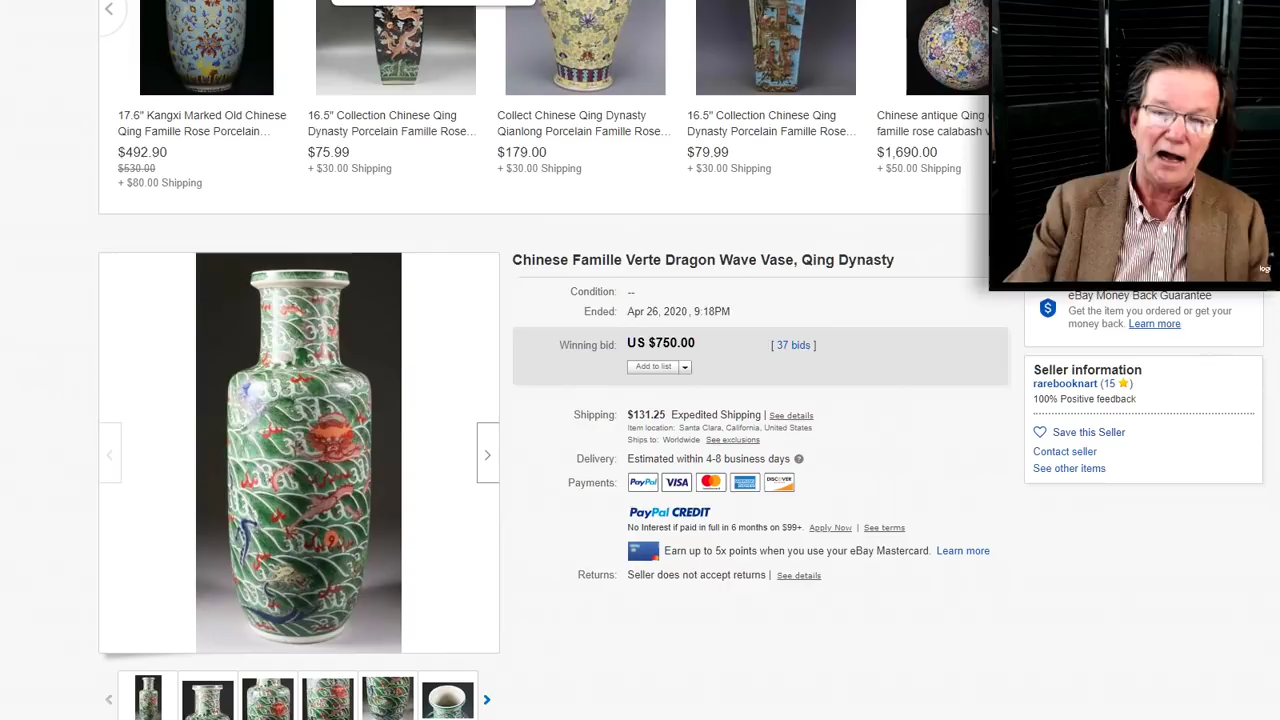 17.6" Kangxi Marked Old Chinese
Qing Famille Rose Porcelain...
$492.90
$530.00
+ $80.00 Shipping
16.5" Collection Chinese Qing
Dynasty Porcelain Famille Rose...
$75.99
+ $30.00 Shipping
Collect Chinese Qing Dynasty
Qianlong Porcelain Famille Rose...
$179.00
+ $30.00 Shipping
16.5" Collection Chinese Qing
Dynasty Porcelain Famille Rose...
$79.99
+ $30.00 Shipping
Chinese antique Qing
famille rose calabash
$1,690.00
+ $50.00 Shipping
Chinese Famille Verte Dragon Wave Vase, Qing Dynasty
Condition: --
Ended: Apr 26, 2020, 9:18PM
Winning bid: US $750.00 [ 37 bids ]
Add to list
Shipping: $131.25 Expedited Shipping | See details
Item location: Santa Clara, California, United States
Ships to: Worldwide See exclusions
Delivery: Estimated within 4-8 business days
Payments: PayPal VISA MasterCard AMERICAN EXPRESS DISCOVER
PayPal CREDIT
No Interest if paid in full in 6 months on $99+. Apply Now | See terms
Earn up to 5x points when you use your eBay Mastercard. Learn more
Returns: Seller does not accept returns | See details
eBay Money Back Guarantee
Get the item you ordered or get your
money back. Learn more
Seller information
rarebooknart (15 )
100% Positive feedback
Save this Seller
Contact seller
See other items
logi